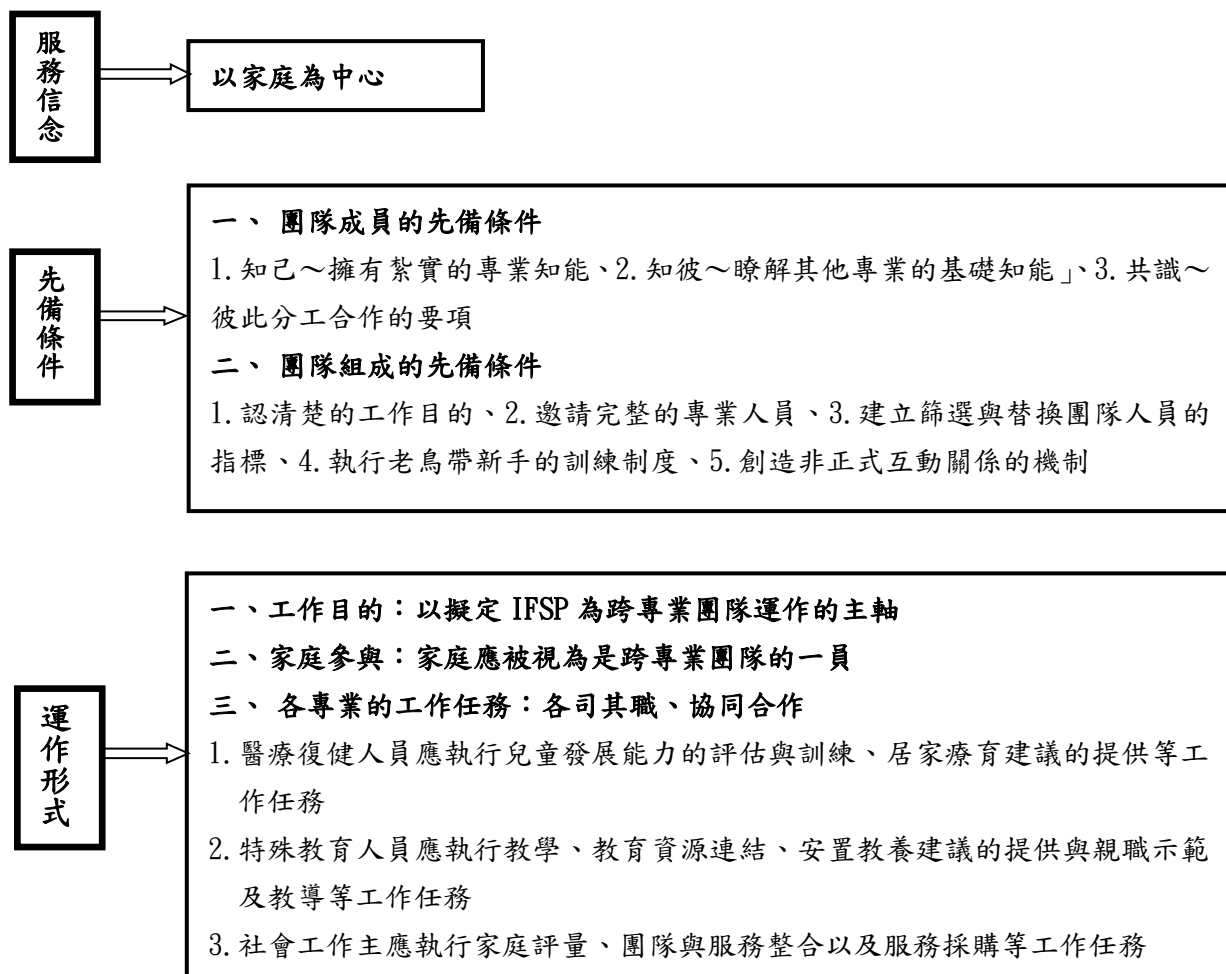 服務信念
以家庭為中心
先備條件
一、 團隊成員的先備條件
1.知己～擁有紮實的專業知能、2.知彼～瞭解其他專業的基礎知能」、3.共識～
彼此分工合作的要項
二、 團隊組成的先備條件
1.認清楚的工作目的、2.邀請完整的專業人員、3.建立篩選與替換團隊人員的
指標、4.執行老鳥帶新手的訓練制度、5.創造非正式互動關係的機制
運作形式
一、工作目的：以擬定 IFSP 為跨專業團隊運作的主軸
二、家庭參與：家庭應被視為是跨專業團隊的一員
三、 各專業的工作任務：各司其職、協同合作
1.醫療復健人員應執行兒童發展能力的評估與訓練、居家療育建議的提供等工
作任務
2.特殊教育人員應執行教學、教育資源連結、安置教養建議的提供與親職示範
及教導等工作任務
3.社會工作主應執行家庭評量、團隊與服務整合以及服務採購等工作任務